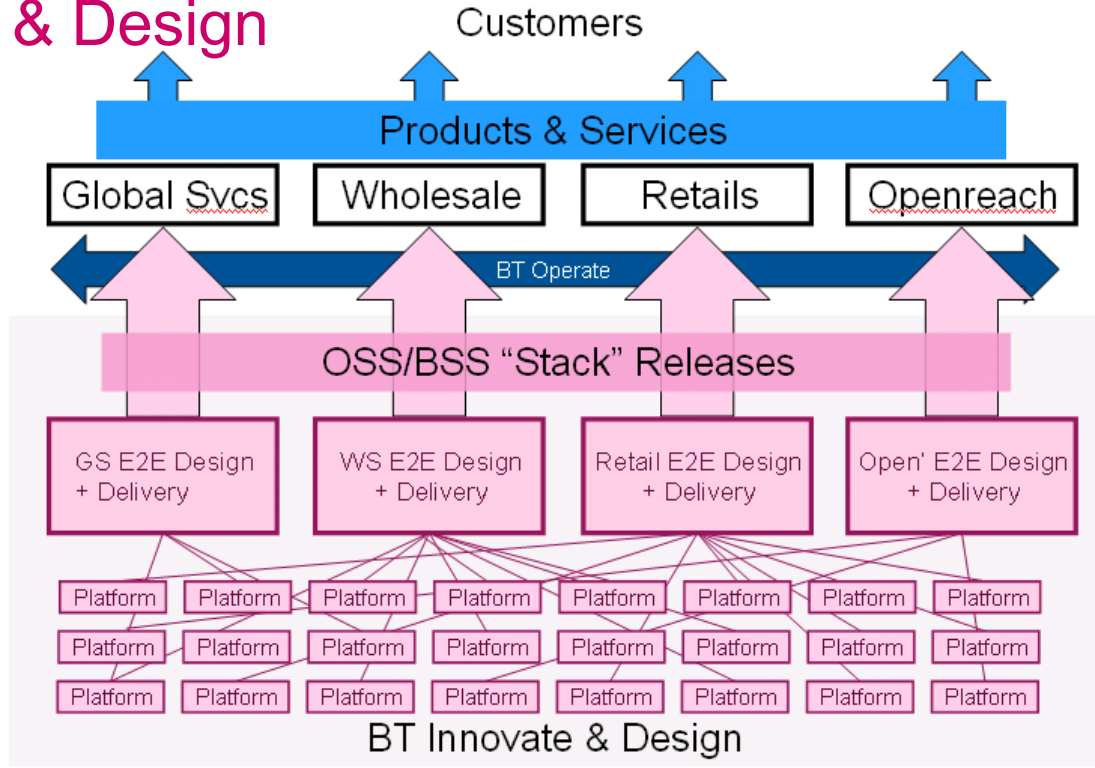 & Design
Customers
Products & Services
Global Svcs
Wholesale
Retails
Openreach
BT Operate
OSS/BSS “Stack” Releases
GS E2E Design
+ Delivery
WS E2E Design
+ Delivery
Retail E2E Design
+ Delivery
Open' E2E Design
+ Delivery
Platform Platform Platform Platform Platform Platform Platform Platform
Platform Platform Platform Platform Platform Platform Platform Platform
Platform Platform Platform Platform Platform Platform Platform Platform
BT Innovate & Design